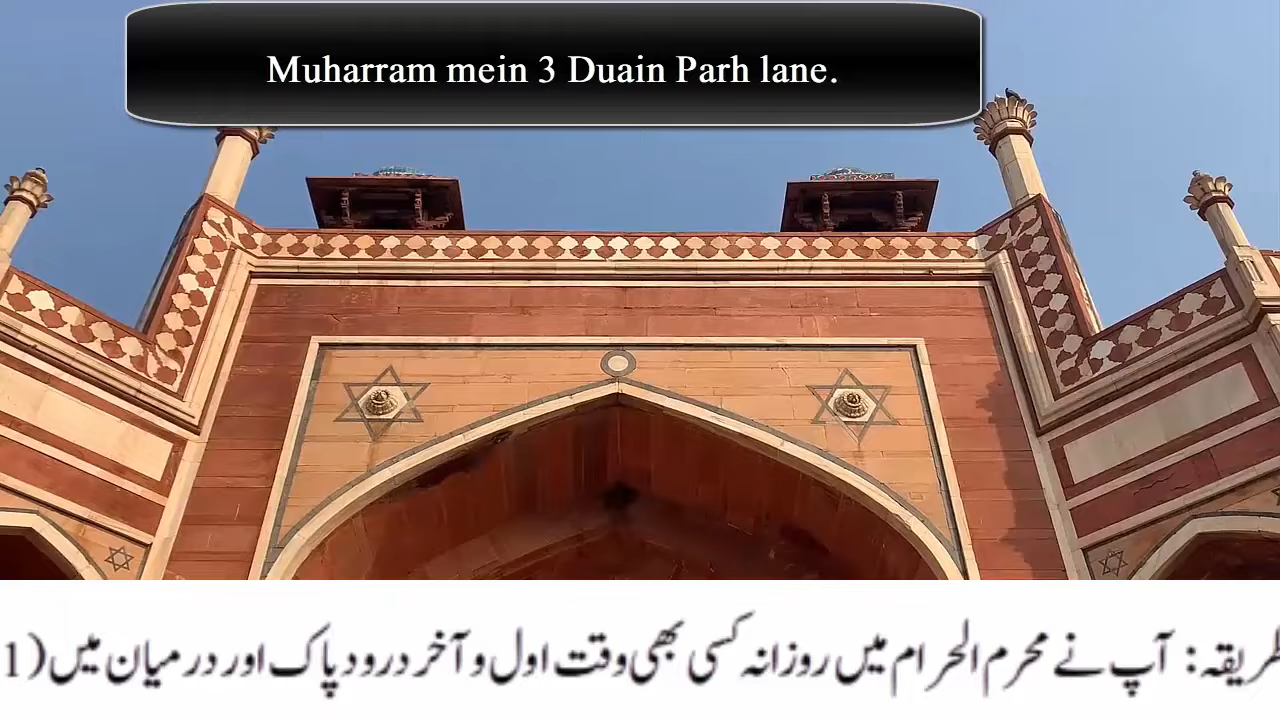 Muharram mein 3 Duain Parh lane.
طریقہ: آپ نے محرم الحرام میں روزانہ کسی بھی وقت اول و آخر درود پاک اور درمیان میں (1